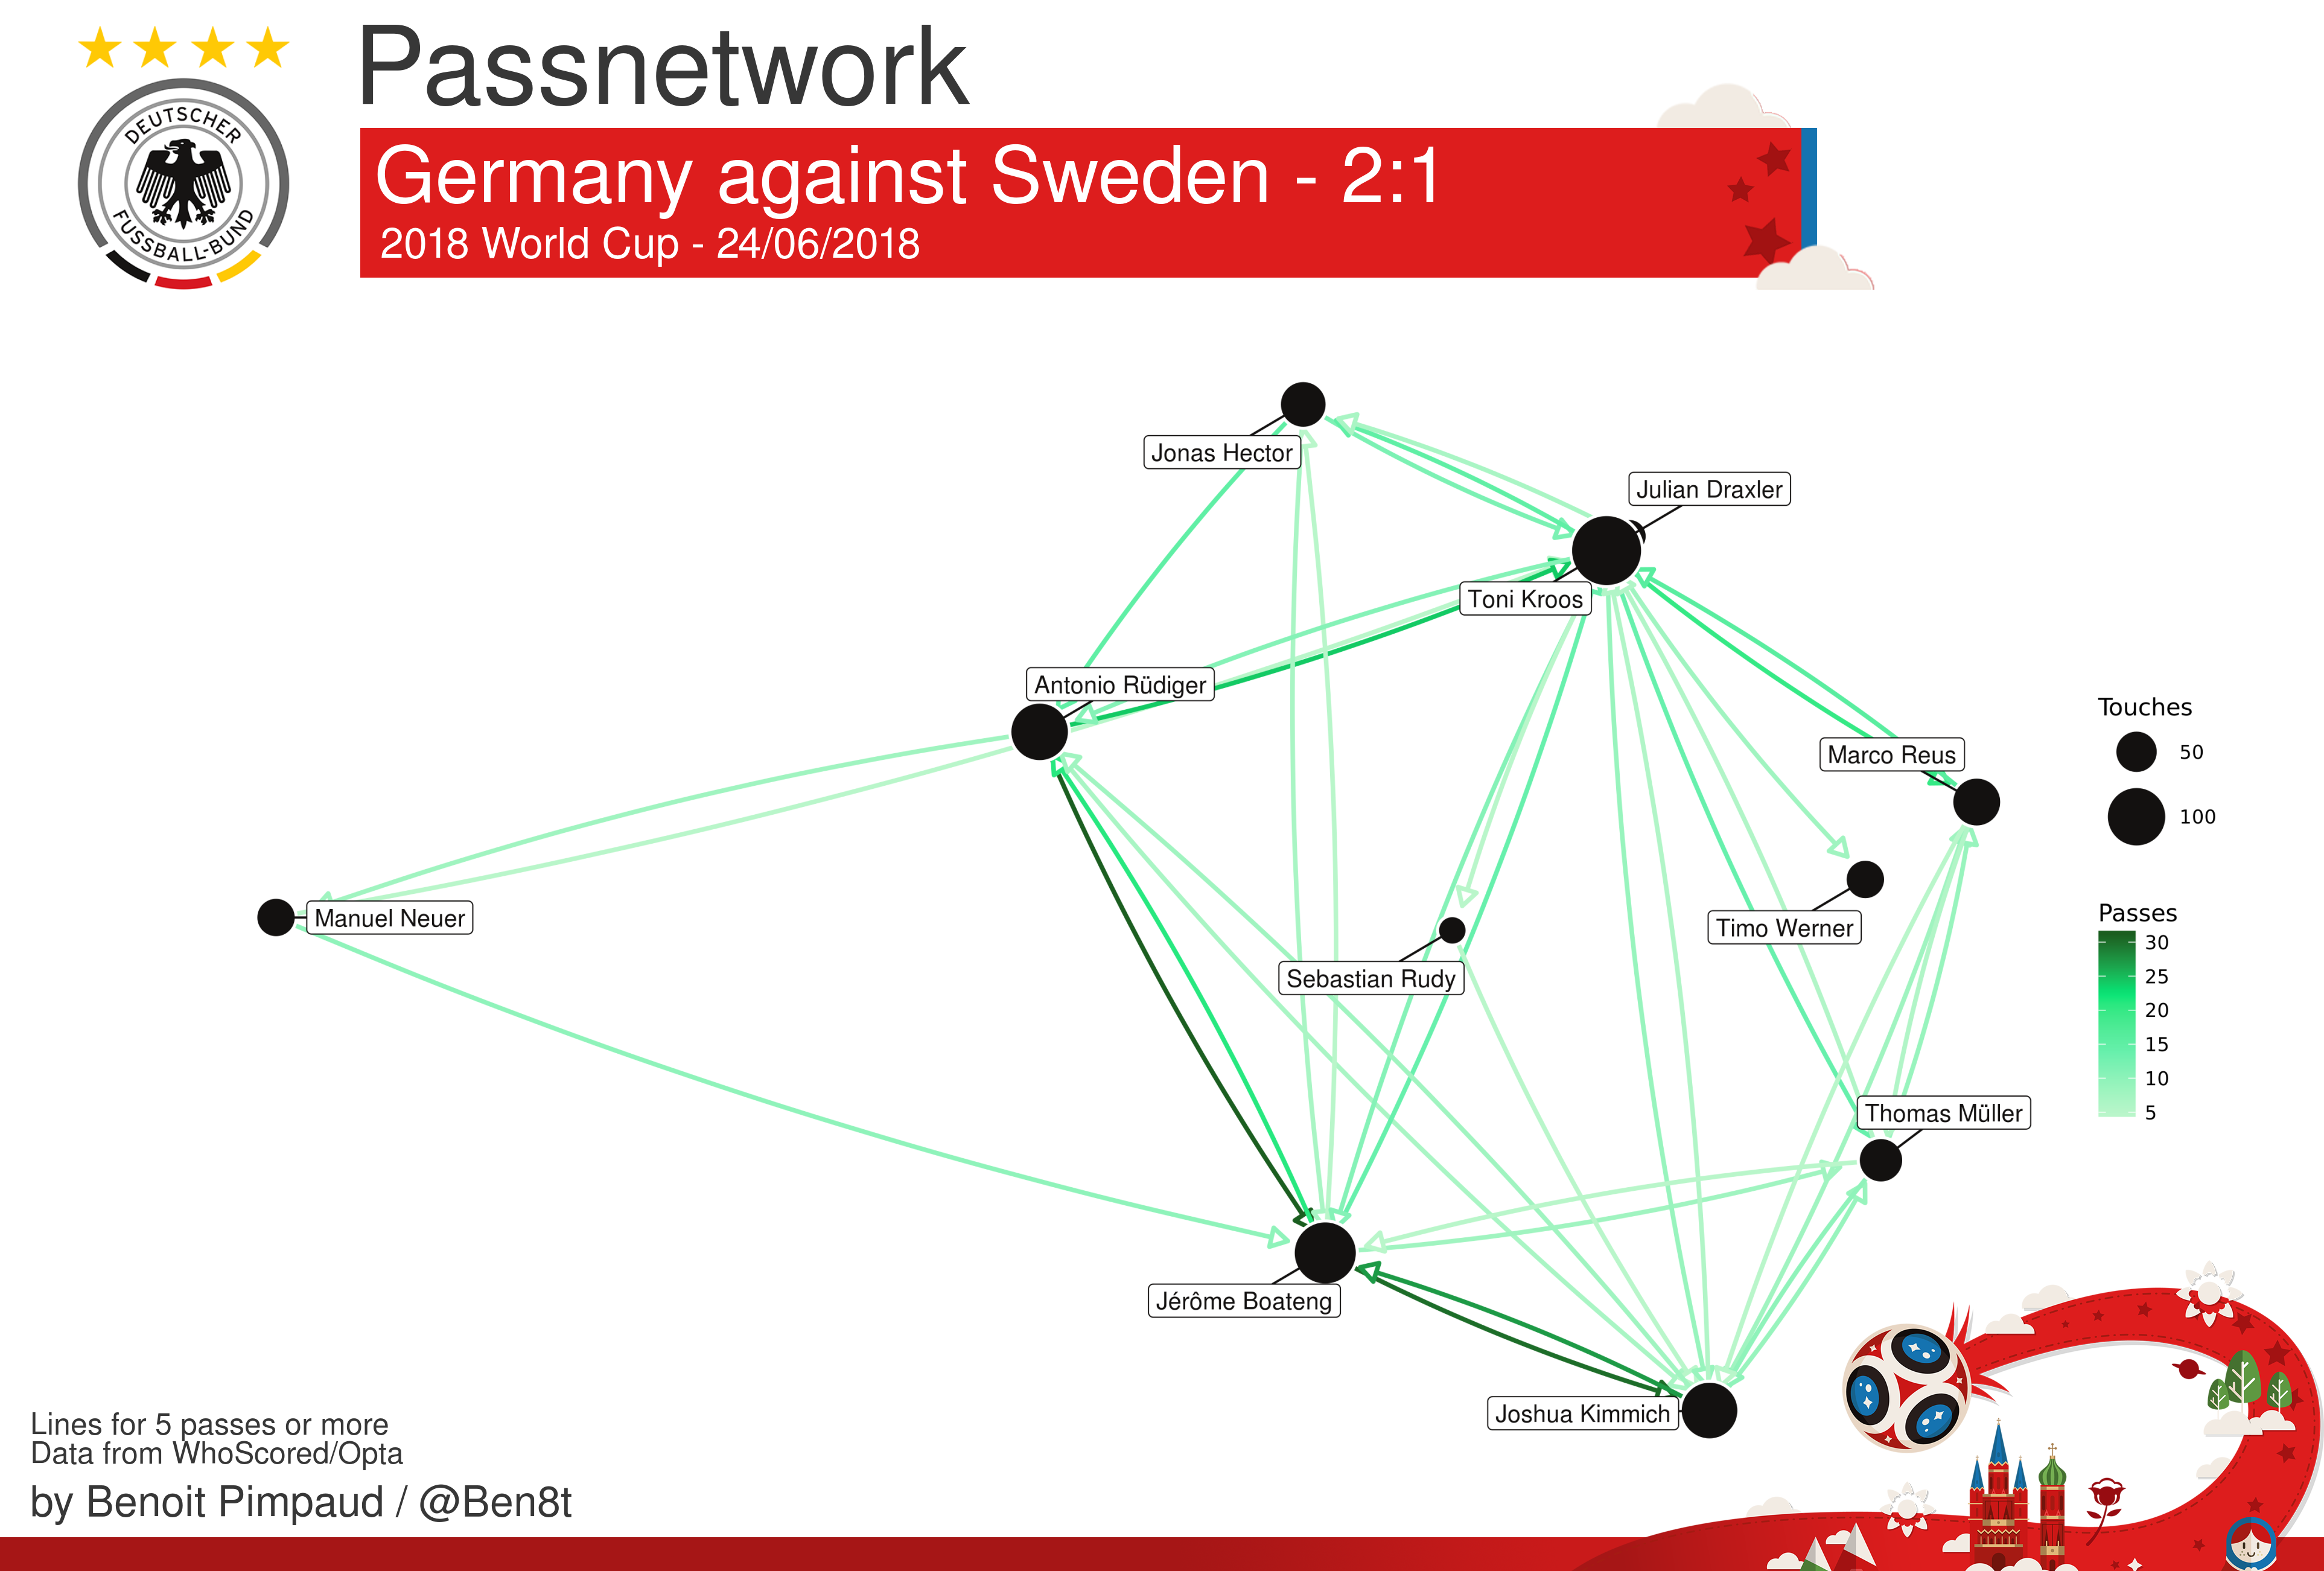 DEUTSCHER
FUSSBALL-BUND
Passnetwork
Germany against Sweden - 2:1
2018 World Cup - 24/06/2018
Jonas Hector
Julian Draxler
Toni Kroos
Antonio Rüdiger
Marco Reus
Manuel Neuer
Timo Werner
Sebastian Rudy
Thomas Müller
Jérôme Boateng
Joshua Kimmich
Touches
50
100
Passes
30
25
20
15
10
5
Lines for 5 passes or more
Data from WhoScored/Opta
by Benoit Pimpaud / @Ben8t